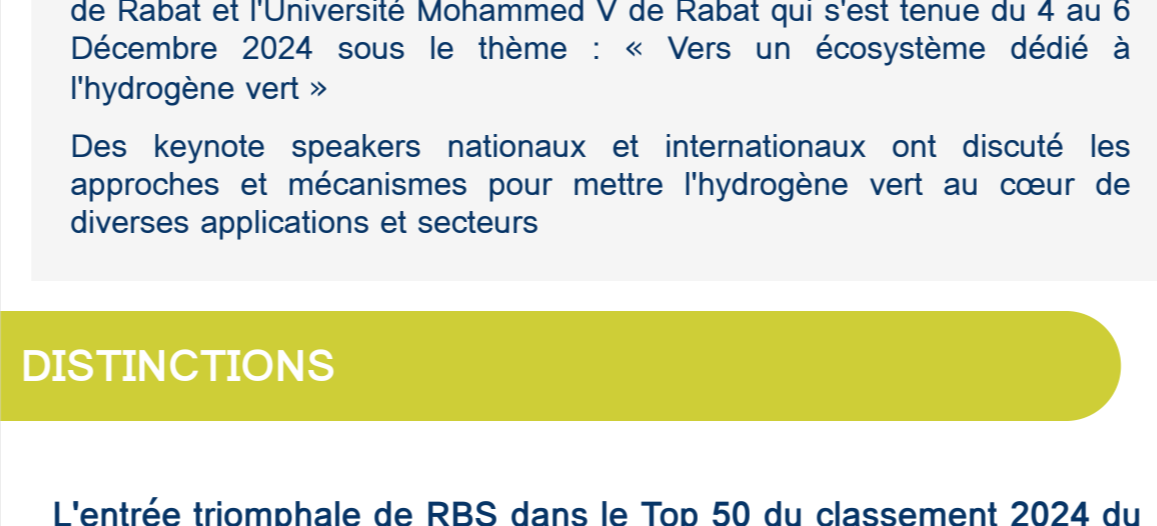 de Rabat et l'Université Mohammed V de Rabat qui s'est tenue du 4 au 6
Décembre 2024 sous le thème : « Vers un écosystème dédié à
l'hydrogène vert »
Des keynote speakers nationaux et internationaux ont discuté les
approches et mécanismes pour mettre l'hydrogène vert au cœur de
diverses applications et secteurs
DISTINCTIONS
L'entrée triomphale de RBS dans le Top 50 du classement 2024 du